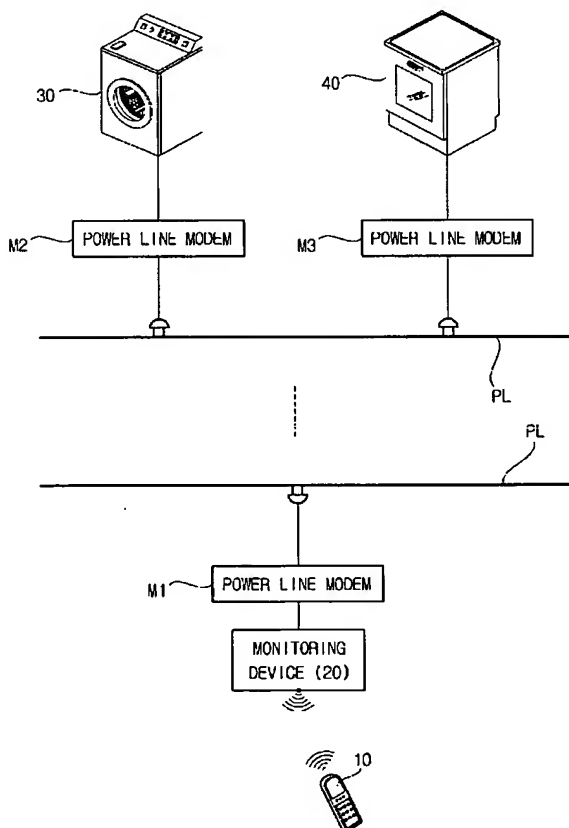 30
40
M2
POWER LINE MODEM
M3
POWER LINE MODEM
PL
PL
M1
POWER LINE MODEM
MONITORING
DEVICE (20)
10